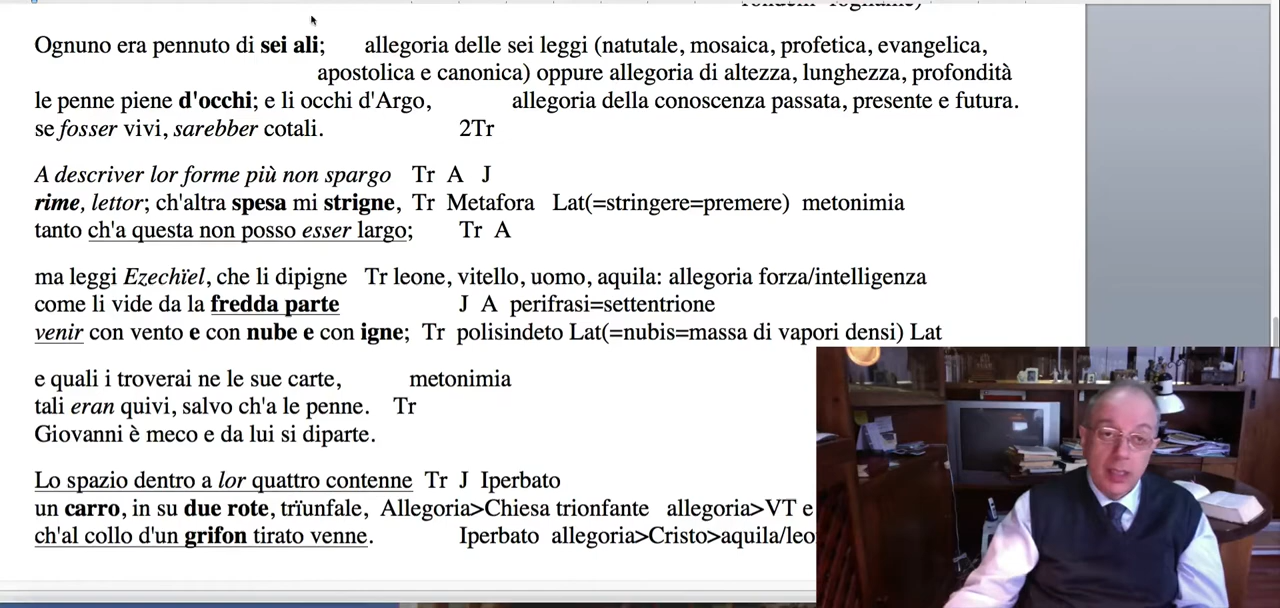 Ognuno era pennuto di sei ali; allegoria delle sei leggi (natutale, mosaica, profetica, evangelica,
apostolica e canonica) oppure allegoria di altezza, lunghezza, profondità
le penne piene d'occhi; e li occhi d'Argo, allegoria della conoscenza passata, presente e futura.
se fosser vivi, sarebber cotali. 2Tr
A descriver lor forme più non spargo Tr A J
rime, lettor; ch'altra spesa mi strigne, Tr Metafora Lat(=stringere=premere) metonimia
tanto ch'a questa non posso esser largo; Tr A
ma leggi Ezechïel, che li dipigne Tr leone, vitello, uomo, aquila: allegoria forza/intelligenza
come li vide da la fredda parte J A perifrasi=settentrione
venir con vento e con nube e con igne; Tr polisindeto Lat(=nubis=massa di vapori densi) Lat
e quali i troverai ne le sue carte, metonimia
tali eran quivi, salvo ch'a le penne. Tr
Giovanni è meco e da lui si diparte.
Lo spazio dentro a lor quattro contenne Tr J Iperbato
un carro, in su due rote, trïunfale, Allegoria>Chiesa trionfante allegoria>VT e
ch'al collo d'un grifon tirato venne. Iperbato allegoria>Cristo>aquila/leo